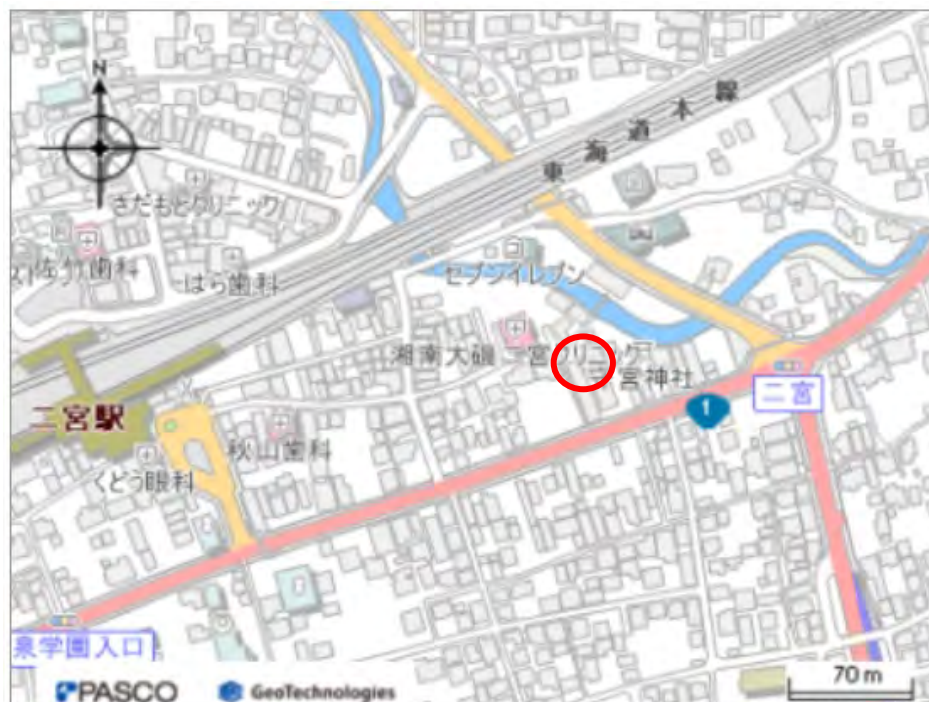 N
東海道本線
さだもとクリニック
佐竹歯科
はら歯科
セブンイレブン
湘南大磯 二宮クリニック
二宮神社
1
二宮
二宮駅
秋山歯科
くどう眼科
泉学園入口
PASCO
GeoTechnologies
70m